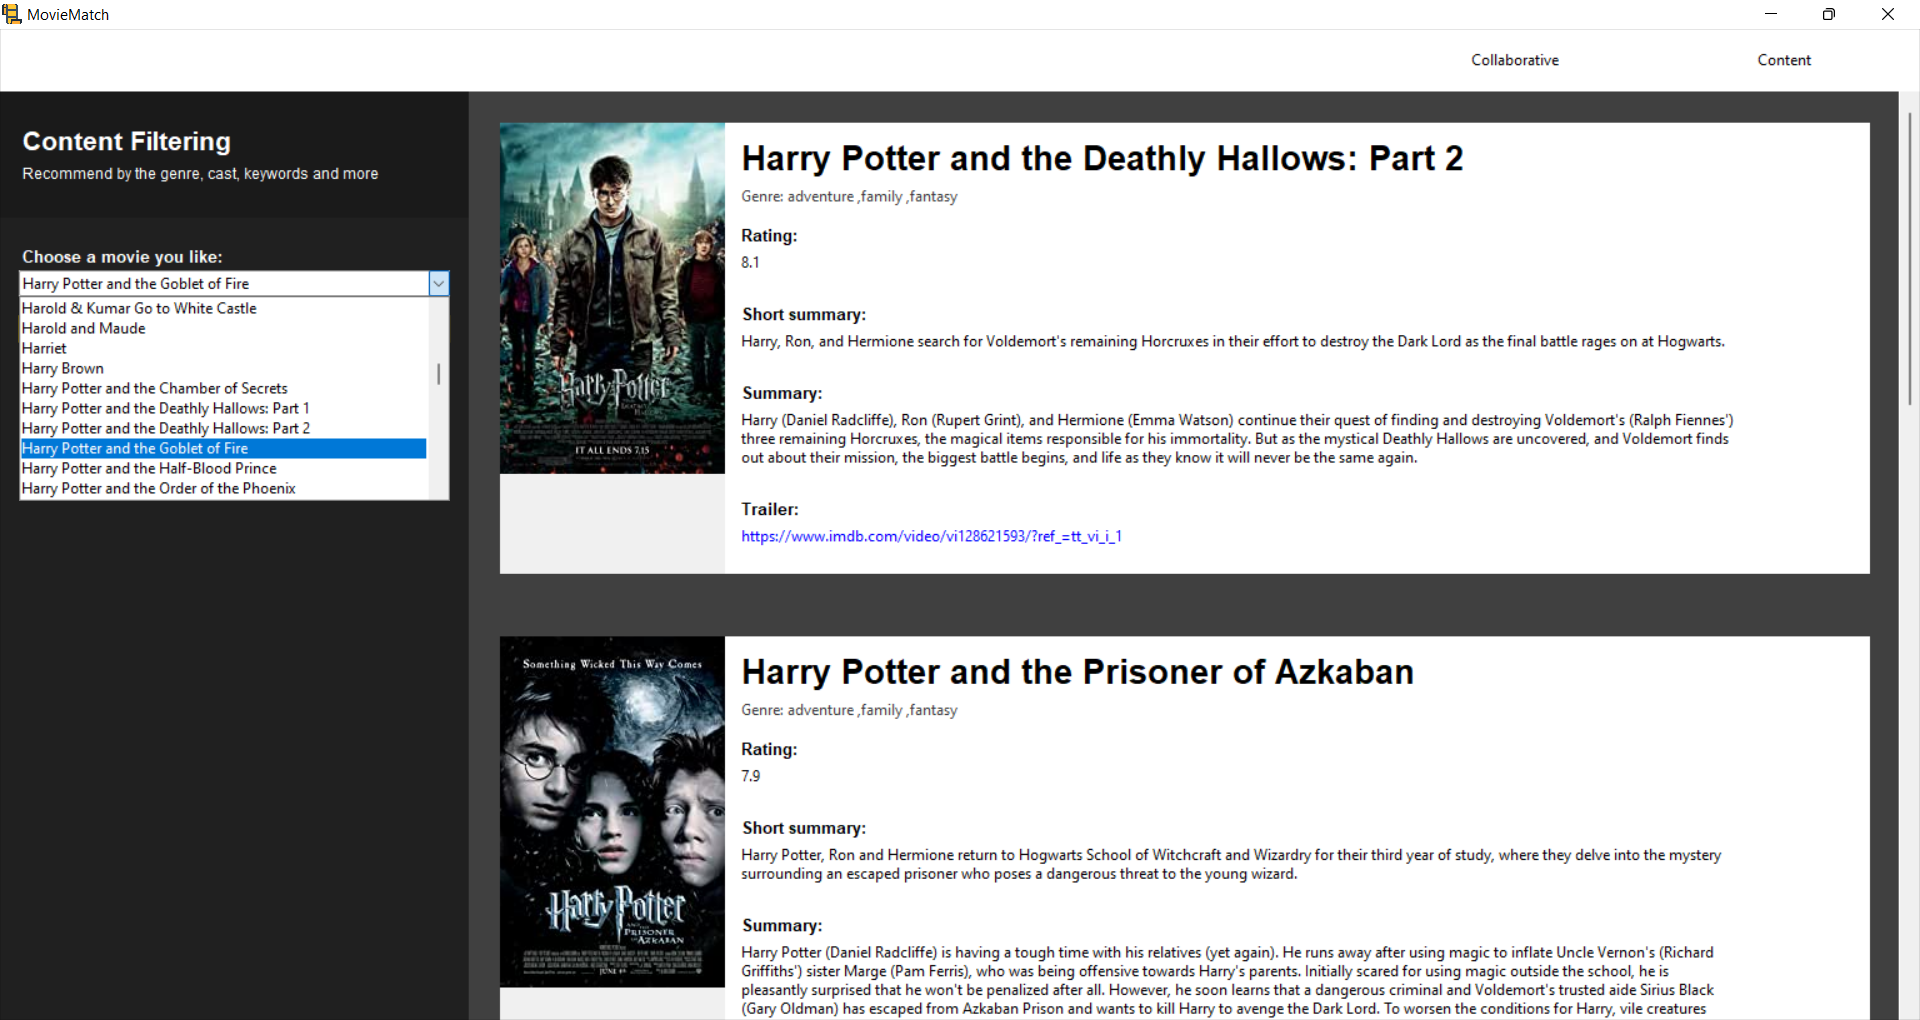 MovieMatch
Collaborative
Content
Content Filtering
Recommend by the genre, cast, keywords and more
Choose a movie you like:
Harry Potter and the Goblet of Fire
Harold & Kumar Go to White Castle
Harold and Maude
Harriet
Harry Brown
Harry Potter and the Chamber of Secrets
Harry Potter and the Deathly Hallows: Part 1
Harry Potter and the Deathly Hallows: Part 2
Harry Potter and the Goblet of Fire
Harry Potter and the Half-Blood Prince
Harry Potter and the Order of the Phoenix
Harry Potter
IT ALL ENDS 7.15
Harry Potter and the Deathly Hallows: Part 2
Genre: adventure ,family ,fantasy
Rating:
8.1
Short summary:
Harry, Ron, and Hermione search for Voldemort's remaining Horcruxes in their effort to destroy the Dark Lord as the final battle rages on at Hogwarts.
Summary:
Harry (Daniel Radcliffe), Ron (Rupert Grint), and Hermione (Emma Watson) continue their quest of finding and destroying Voldemort's (Ralph Fiennes')
three remaining Horcruxes, the magical items responsible for his immortality. But as the mystical Deathly Hallows are uncovered, and Voldemort finds
out about their mission, the biggest battle begins, and life as they know it will never be the same again.
Trailer:
https://www.imdb.com/video/vi128621593/?ref_=tt_vi_i_1
Something Wicked This Way Comes
Harry Potter
AND THE
PRISONER
OF AZKABAN
Harry Potter and the Prisoner of Azkaban
Genre: adventure ,family ,fantasy
Rating:
7.9
Short summary:
Harry Potter, Ron and Hermione return to Hogwarts School of Witchcraft and Wizardry for their third year of study, where they delve into the mystery
surrounding an escaped prisoner who poses a dangerous threat to the young wizard.
Summary:
Harry Potter (Daniel Radcliffe) is having a tough time with his relatives (yet again). He runs away after using magic to inflate Uncle Vernon's (Richard
Griffiths') sister Marge (Pam Ferris), who was being offensive towards Harry's parents. Initially scared for using magic outside the school, he is
pleasantly surprised that he won't be penalized after all. However, he soon learns that a dangerous criminal and Voldemort's trusted aide Sirius Black
(Gary Oldman) has escaped from Azkaban Prison and wants to kill Harry to avenge the Dark Lord. To worsen the conditions for Harry, vile creatures